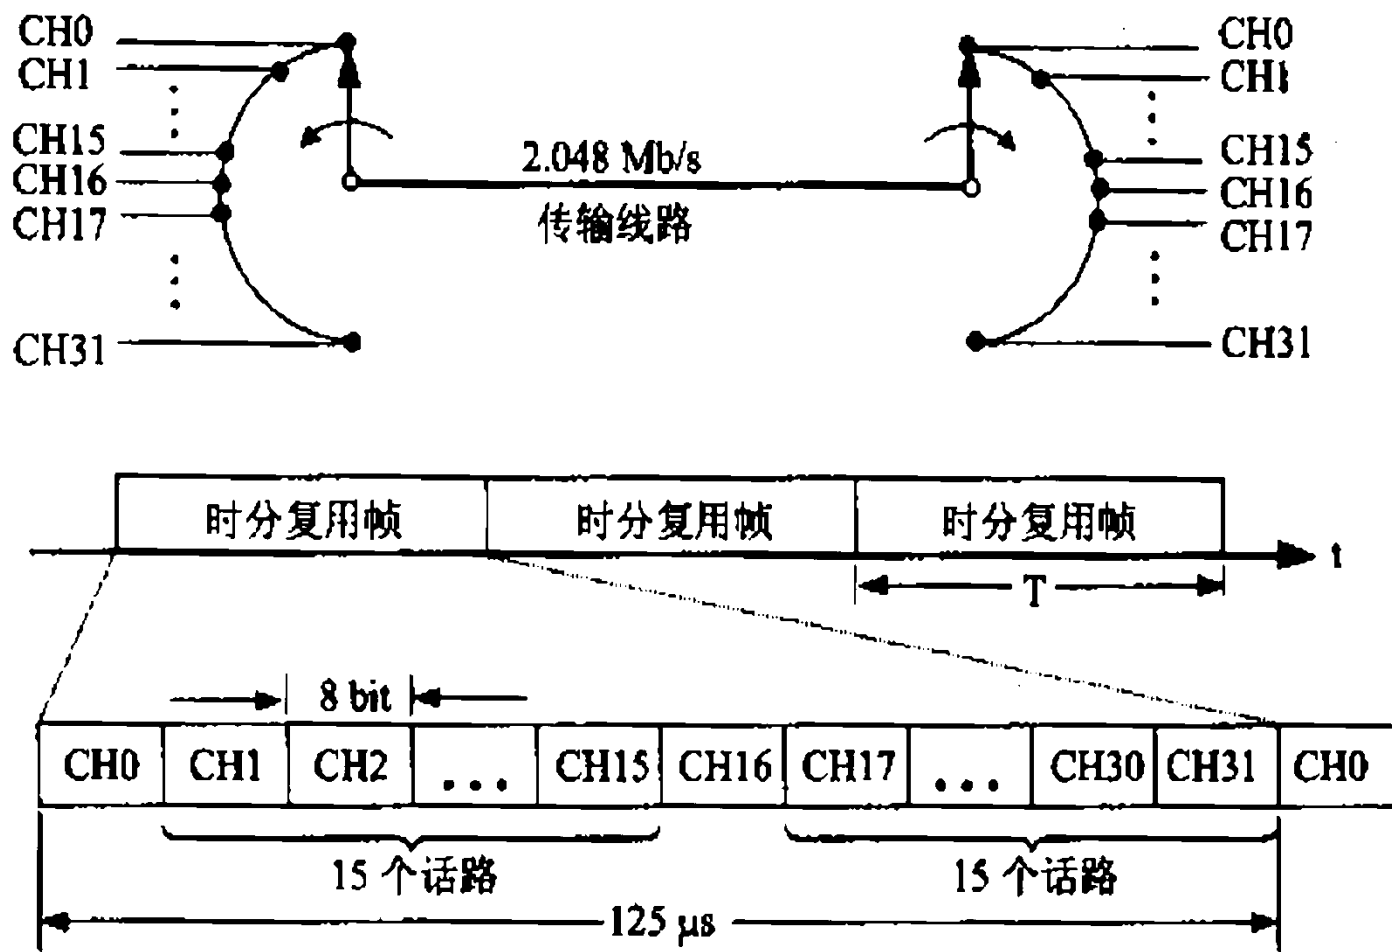 CH0
CH1
CH15
CH16
CH17
CH31
2.048 Mb/s
传输线路
CH0
CH1
CH15
CH16
CH17
CH31
时分复用帧 时分复用帧 时分复用帧
t
T
8 bit
CH0 CH1 CH2 ... CH15 CH16 CH17 ... CH30 CH31 CH0
15 个话路 15 个话路
125 μs